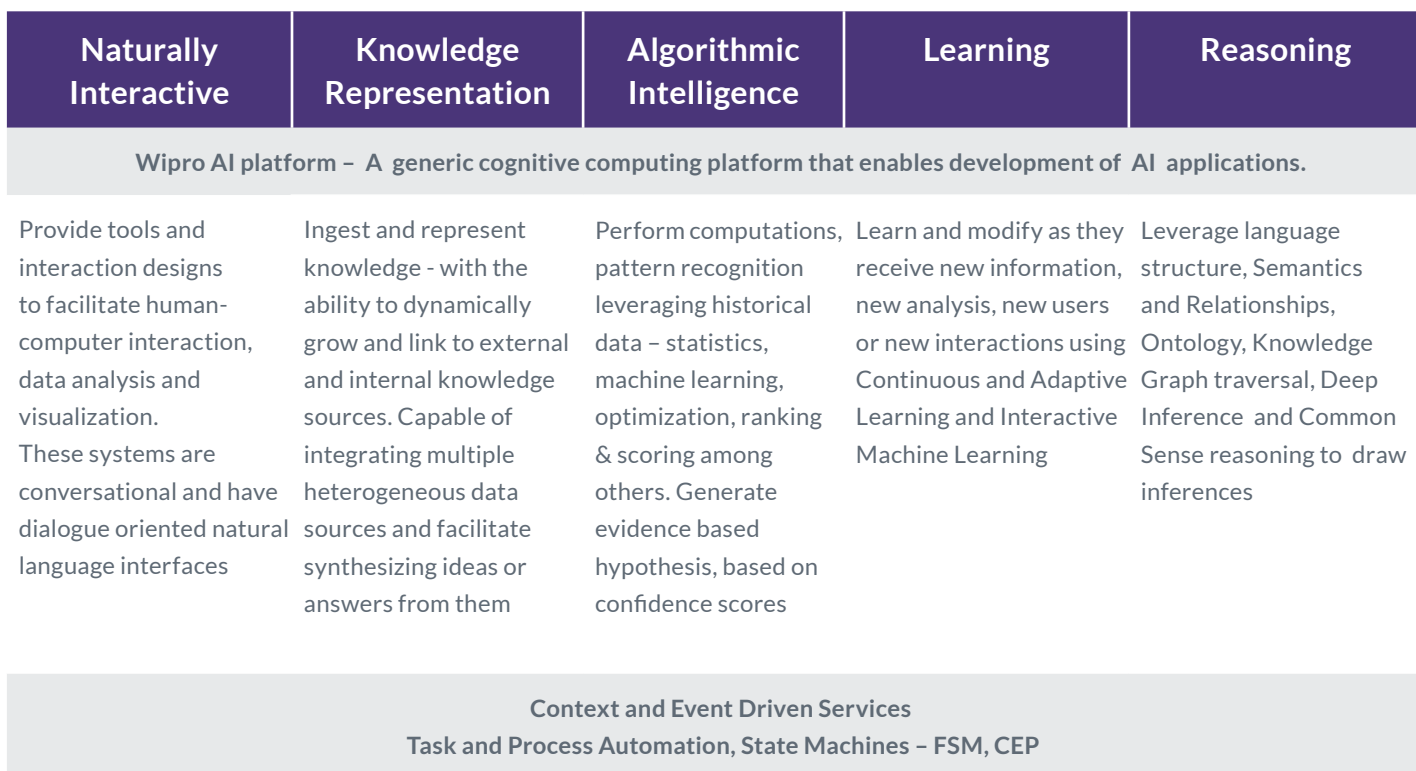 Naturally
Interactive
Knowledge
Representation
Algorithmic
Intelligence
Learning
Reasoning
Wipro AI platform – A generic cognitive computing platform that enables development of AI applications.
Provide tools and
interaction designs
to facilitate human-
computer interaction,
data analysis and
visualization.
These systems are
conversational and have
dialogue oriented natural
language interfaces
Ingest and represent
knowledge - with the
ability to dynamically
grow and link to external
and internal knowledge
sources. Capable of
integrating multiple
heterogeneous data
sources and facilitate
synthesizing ideas or
answers from them
Perform computations,
pattern recognition
leveraging historical
data – statistics,
machine learning,
optimization, ranking
& scoring among
others. Generate
evidence based
hypothesis, based on
confidence scores
Learn and modify as they
receive new information,
new analysis, new users
or new interactions using
Continuous and Adaptive
Learning and Interactive
Machine Learning
Leverage language
structure, Semantics
and Relationships,
Ontology, Knowledge
Graph traversal, Deep
Inference and Common
Sense reasoning to draw
inferences
Context and Event Driven Services
Task and Process Automation, State Machines – FSM, CEP